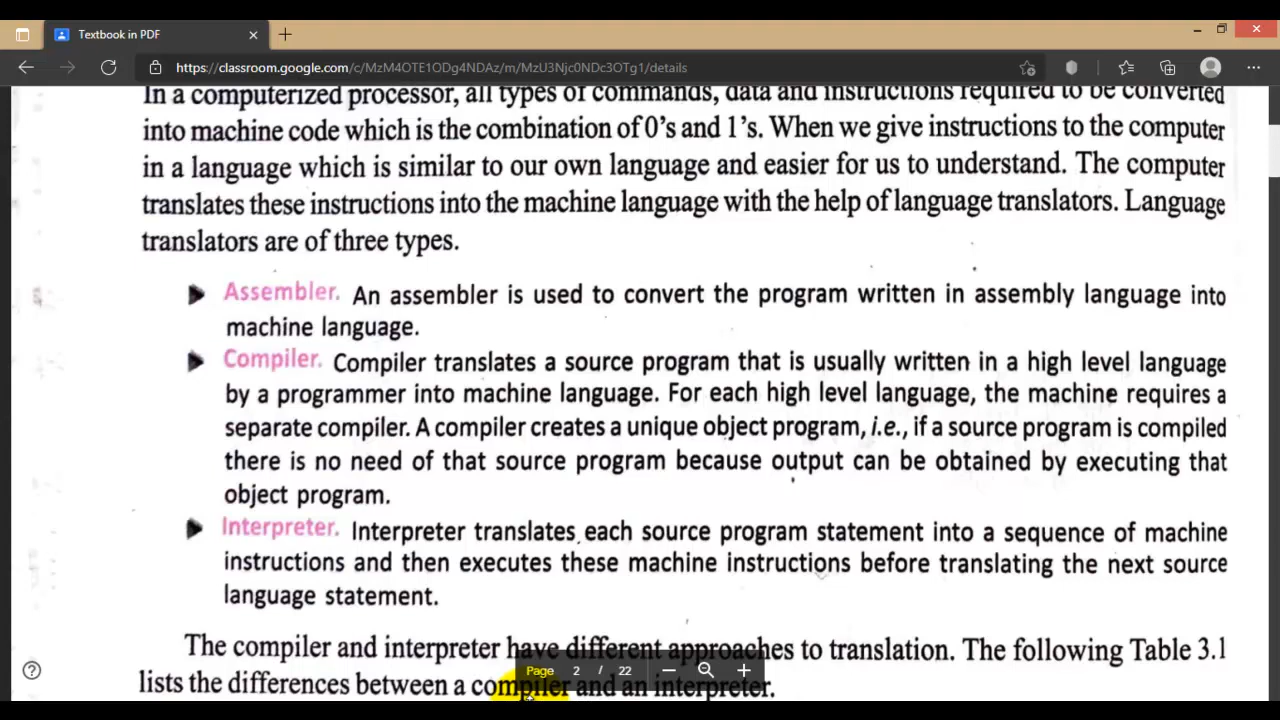 Textbook in PDF
https://classroom.google.com/c/MzM4OTE1ODg4NDAz/m/MzU3Njc0NDc3OTg1/details
In a computerized processor, all types of commands, data and instructions required to be converted
into machine code which is the combination of 0's and 1's. When we give instructions to the computer
in a language which is similar to our own language and easier for us to understand. The computer
translates these instructions into the machine language with the help of language translators. Language
translators are of three types.
Assembler. An assembler is used to convert the program written in assembly language into
machine language.
Compiler. Compiler translates a source program that is usually written in a high level language
by a programmer into machine language. For each high level language, the machine requires a
separate compiler. A compiler creates a unique object program, i.e., if a source program is compiled
there is no need of that source program because output can be obtained by executing that
object program.
Interpreter. Interpreter translates each source program statement into a sequence of machine
instructions and then executes these machine instructions before translating the next source
language statement.
The compiler and interpreter have different approaches to translation. The following Table 3.1
Page 2 / 22
lists the differences between a compiler and an interpreter.